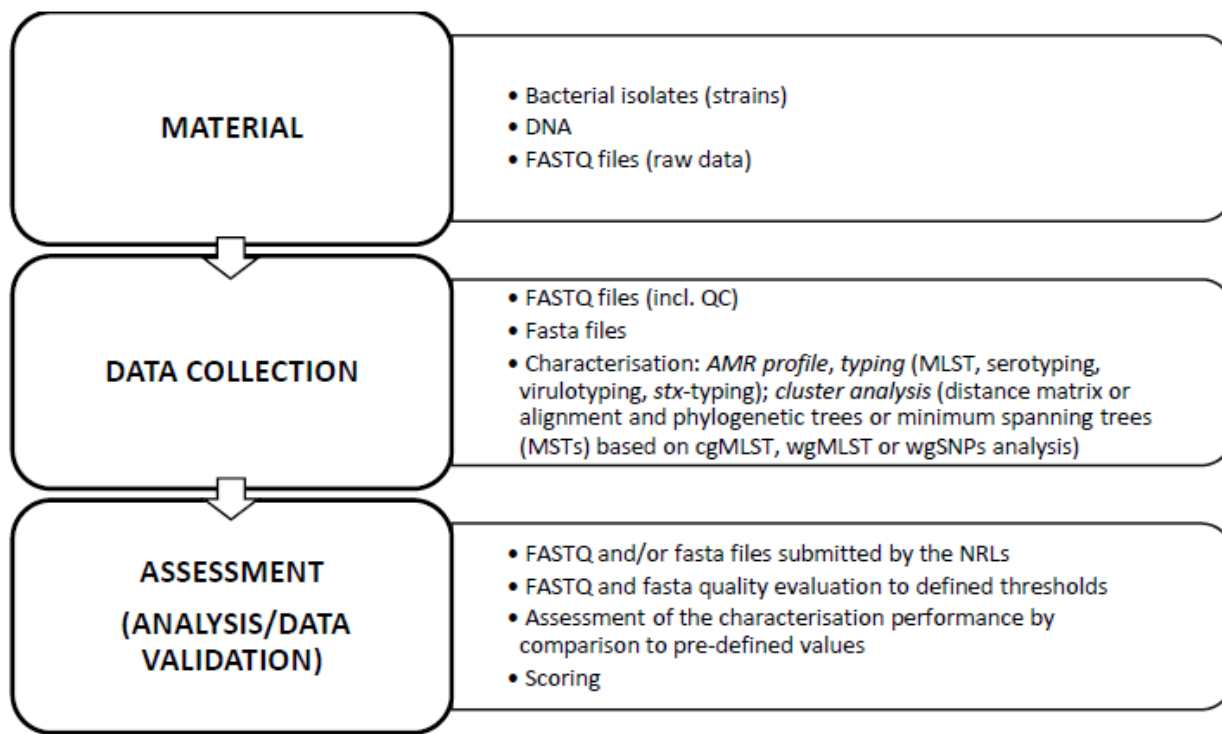 MATERIAL
• Bacterial isolates (strains)
• DNA
• FASTQ files (raw data)
DATA COLLECTION
• FASTQ files (incl. QC)
• Fasta files
• Characterisation: AMR profile, typing (MLST, serotyping,
virulotyping, stx-typing); cluster analysis (distance matrix or
alignment and phylogenetic trees or minimum spanning trees
(MSTs) based on cgMLST, wgMLST or wgSNPs analysis)
ASSESSMENT
(ANALYSIS/DATA
VALIDATION)
• FASTQ and/or fasta files submitted by the NRLs
• FASTQ and fasta quality evaluation to defined thresholds
• Assessment of the characterisation performance by
comparison to pre-defined values
• Scoring